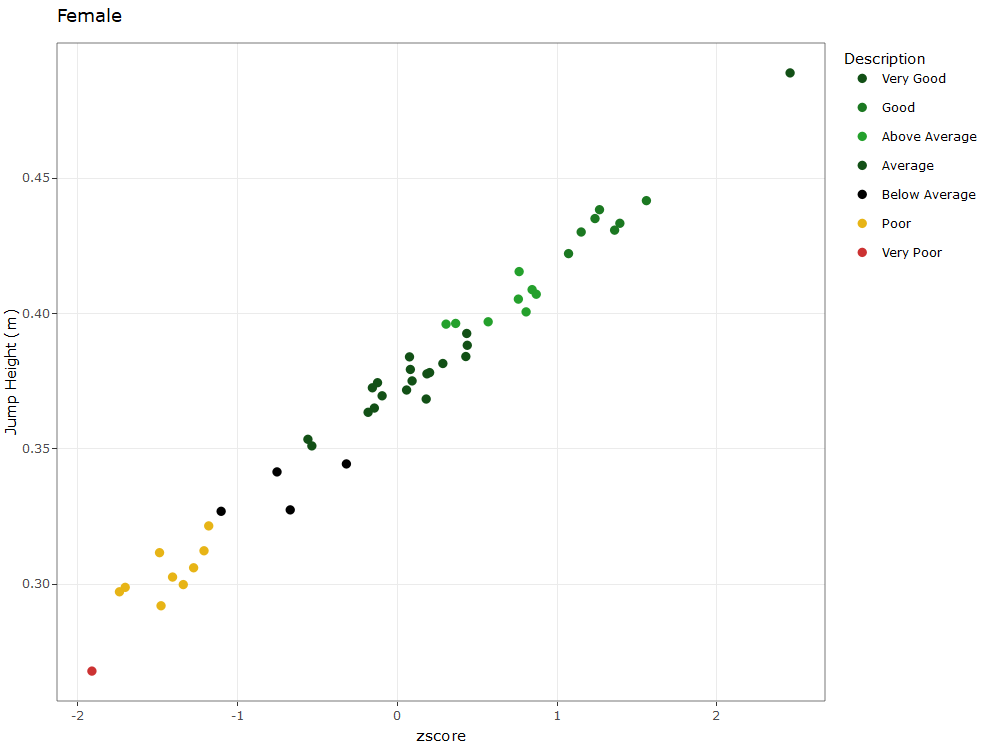 Female
Description
Very Good
Good
Above Average
Average
Below Average
Poor
Very Poor
0.45
0.40
0.35
0.30
Jump Height ( m )
-2
-1
0
1
2
zscore